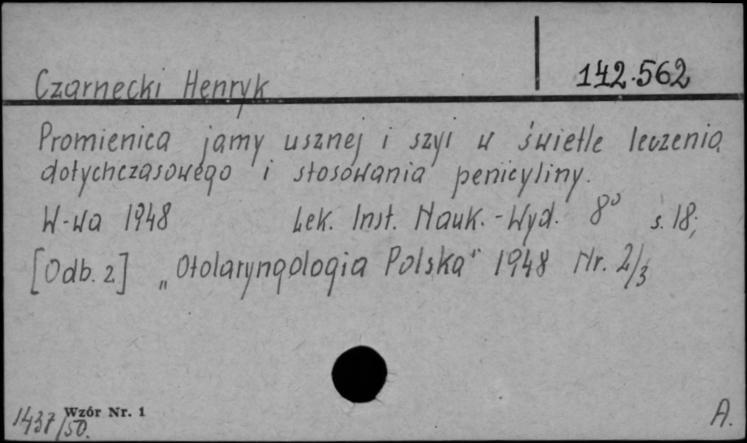 Czarnecki Henryk
142.562
Promienica jamy usznej i szyi w świetle leczenia
dotychczasowego i stosowania penicyliny.
W-wa 1948 Lek. Inst. Nauk.-Wyd. 8° s. 18;
[Odb. z] „Otolaryngologia Polska" 1948 Nr. 2/3
Wzór Nr. 1
1437/50.
A.